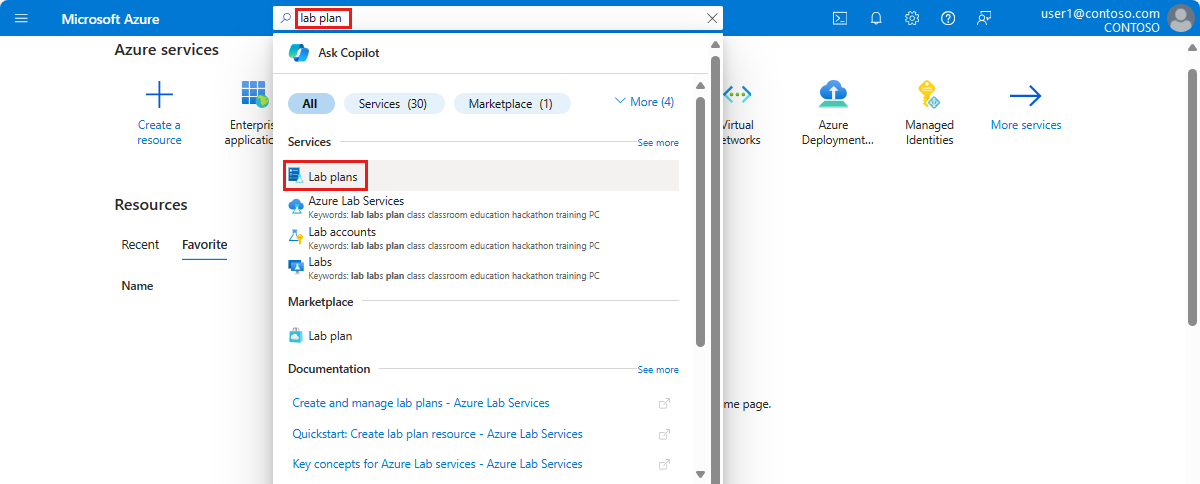 Microsoft Azure
lab plan
user1@contoso.com
CONTOSO
Azure services
Ask Copilot
All
Services (30)
Marketplace (1)
More (4)
Create a
resource
Enterpris
applicatio
Virtual
etworks
Azure
Deployment...
Managed
Identities
More services
Services
See more
Lab plans
Azure Lab Services
Keywords: lab labs plan class classroom education hackathon training PC
Lab accounts
Keywords: lab labs plan class classroom education hackathon training PC
Labs
Keywords: lab labs plan class classroom education hackathon training PC
Resources
Recent
Favorite
Name
Marketplace
Lab plan
Documentation
See more
Create and manage lab plans - Azure Lab Services
me page.
Quickstart: Create lab plan resource - Azure Lab Services
Key concepts for Azure Lab services - Azure Lab Services